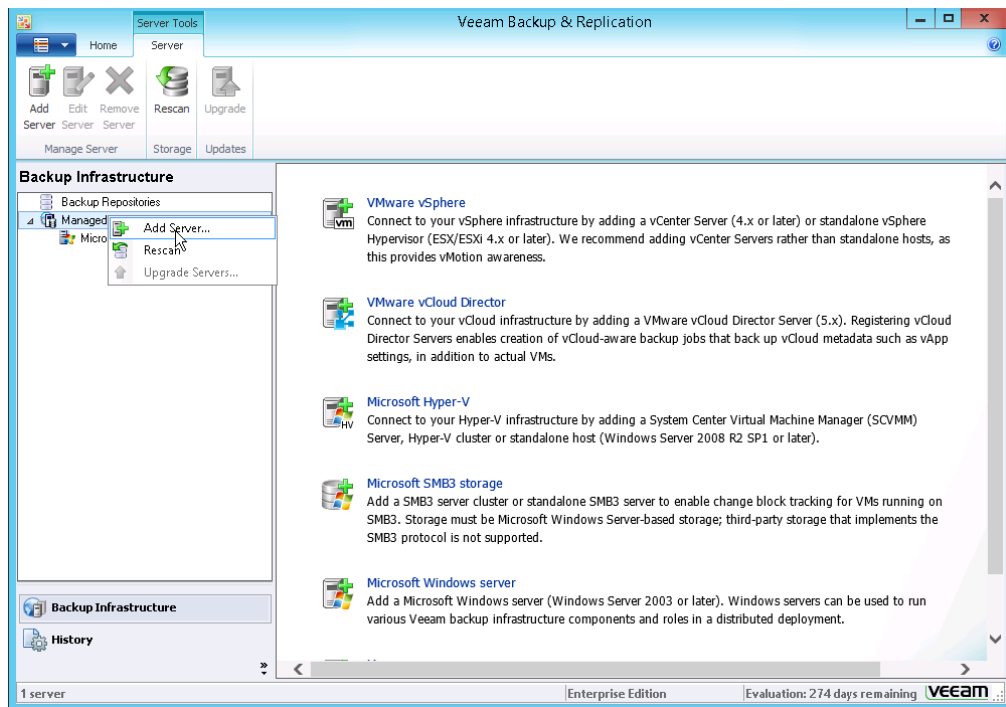 Server Tools
Veeam Backup & Replication
Home
Server
Add Server
Edit Server
Remove Server
Rescan
Upgrade
Manage Server
Storage
Updates
Backup Infrastructure
Backup Repositories
Managed
Micro
Add Server...
Rescan
Upgrade Servers...
Backup Infrastructure
History
VMware vSphere
Connect to your vSphere infrastructure by adding a vCenter Server (4.x or later) or standalone vSphere
Hypervisor (ESX/ESXi 4.x or later). We recommend adding vCenter Servers rather than standalone hosts, as
this provides vMotion awareness.
VMware vCloud Director
Connect to your vCloud infrastructure by adding a VMware vCloud Director Server (5.x). Registering vCloud
Director Servers enables creation of vCloud-aware backup jobs that back up vCloud metadata such as vApp
settings, in addition to actual VMs.
Microsoft Hyper-V
Connect to your Hyper-V infrastructure by adding a System Center Virtual Machine Manager (SCVMM)
Server, Hyper-V cluster or standalone host (Windows Server 2008 R2 SP1 or later).
Microsoft SMB3 storage
Add a SMB3 server cluster or standalone SMB3 server to enable change block tracking for VMs running on
SMB3. Storage must be Microsoft Windows Server-based storage; third-party storage that implements the
SMB3 protocol is not supported.
Microsoft Windows server
Add a Microsoft Windows server (Windows Server 2003 or later). Windows servers can be used to run
various Veeam backup infrastructure components and roles in a distributed deployment.
1 server
Enterprise Edition
Evaluation: 274 days remaining
veeam